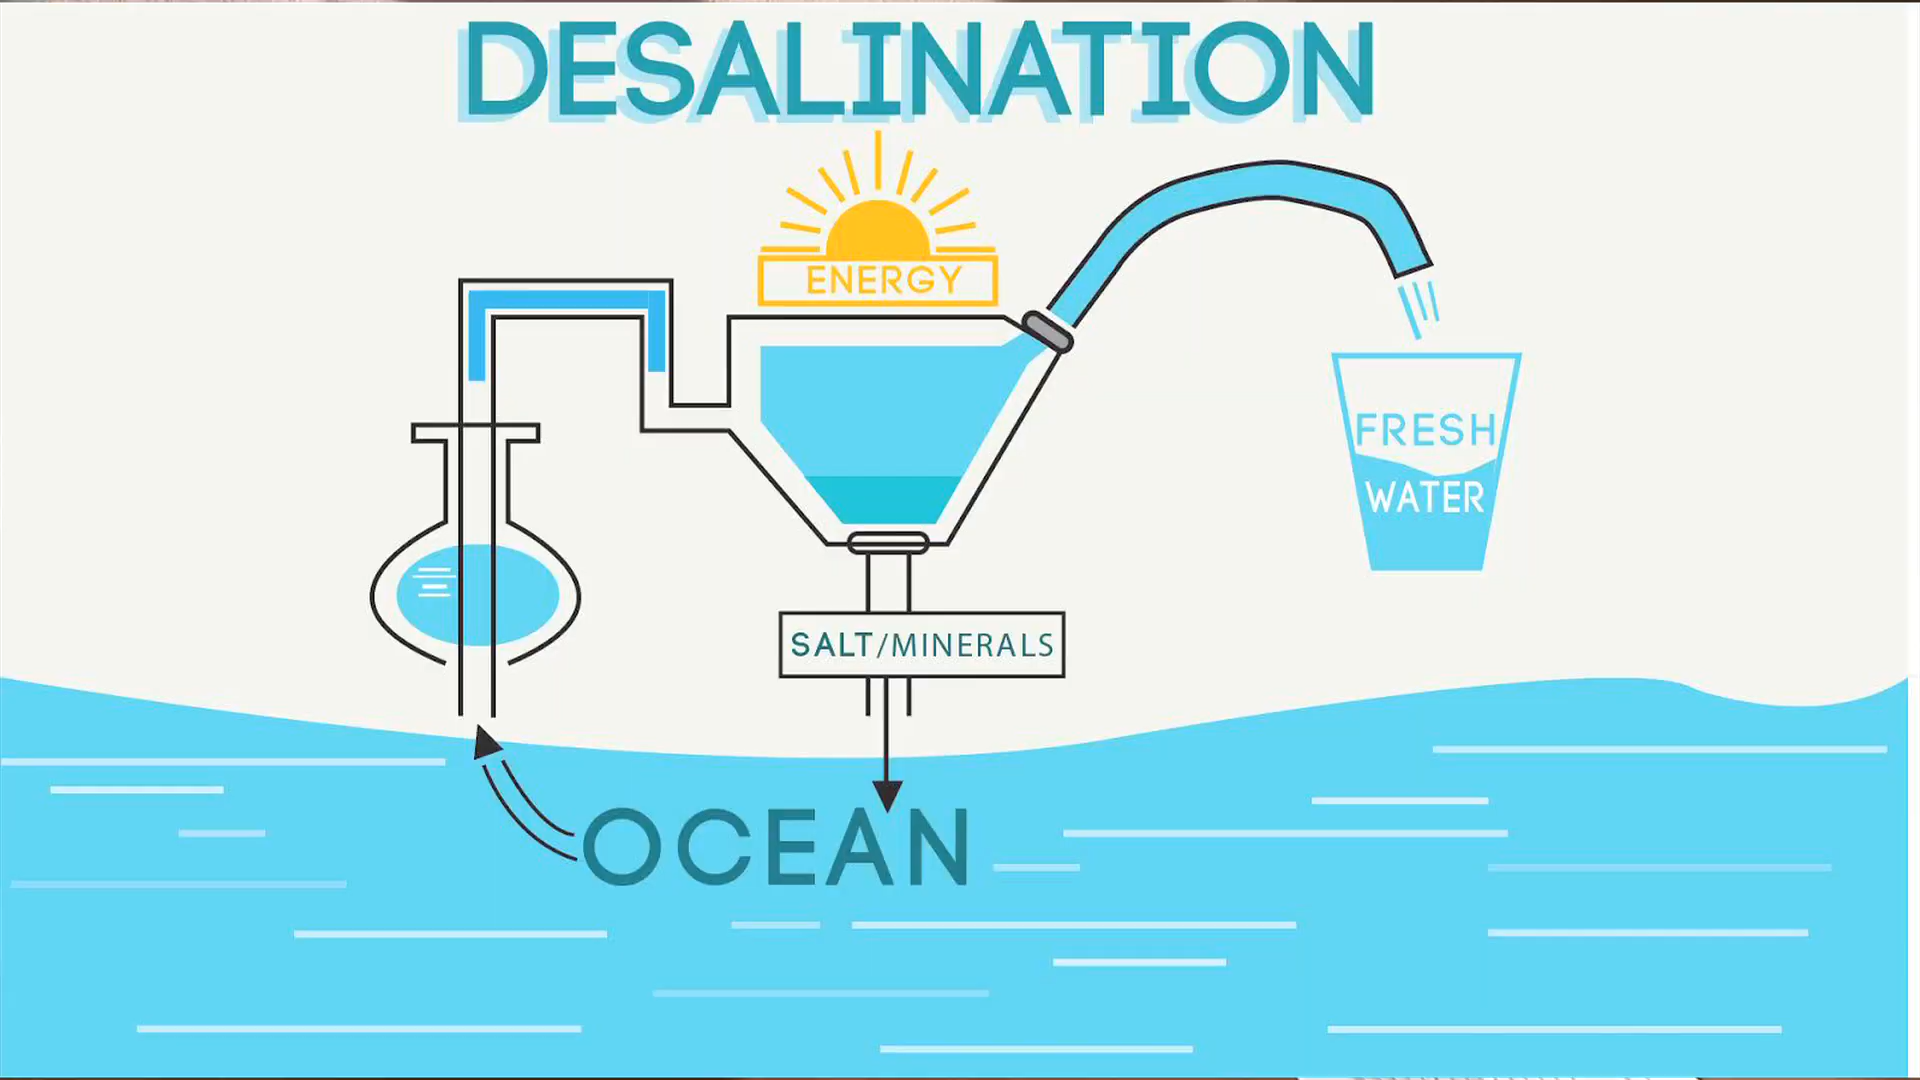 DESALINATION
ENERGY
FRESH
WATER
SALT/MINERALS
OCEAN